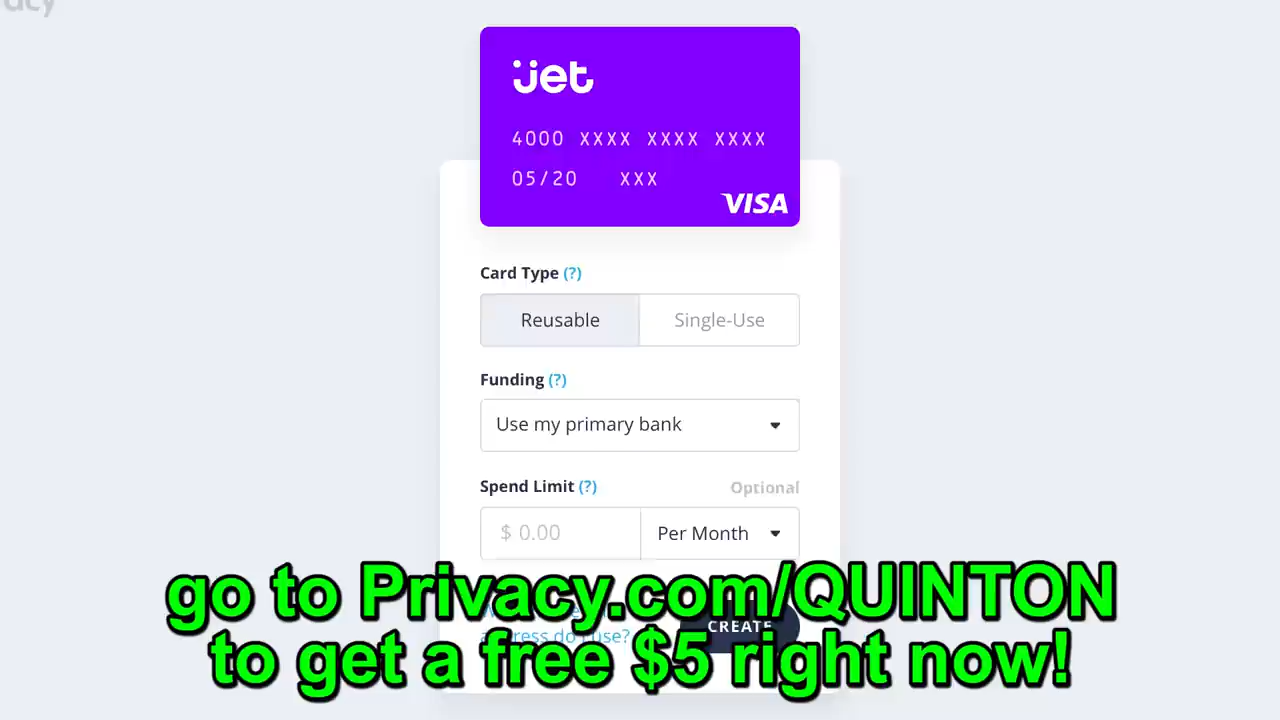 jet
4000 XXXX XXXX XXXX
05/20 XXX
VISA
Card Type (?)
Reusable Single-Use
Funding (?)
Use my primary bank
Spend Limit (?) Optional
$ 0.00 Per Month
go to Privacy.com/QUINTON
do I use?
CREATE
to get a free $5 right now!